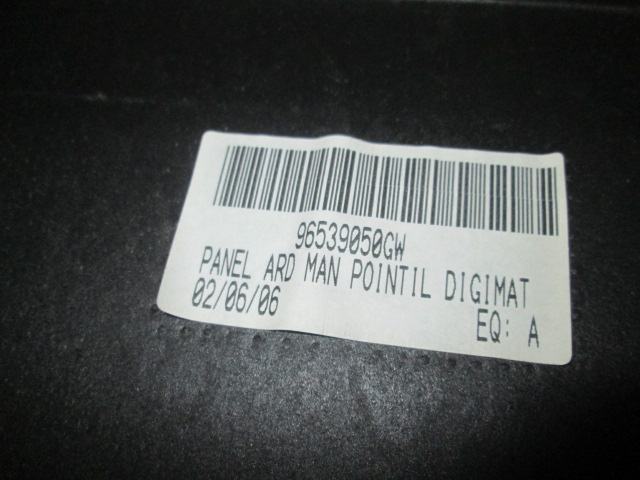 96539050GW
PANEL ARD MAN POINTIL DIGIMAT
02/06/06
EQ: A